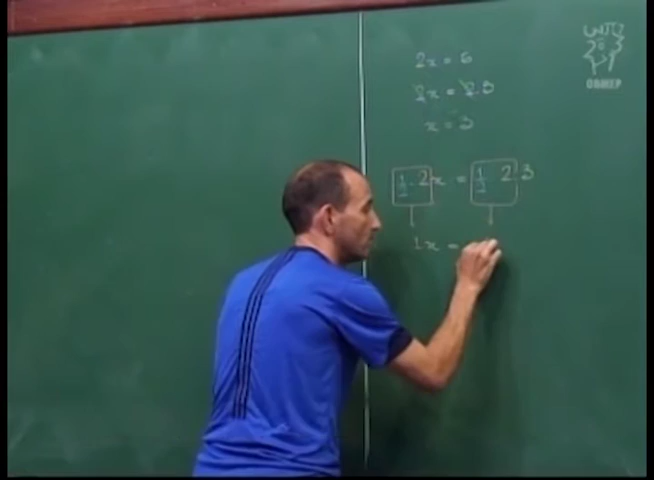 2x = 6
2x = 2.3
x = 3
1/2 . 2x = 1/2 2.3
1x =
OBMEP